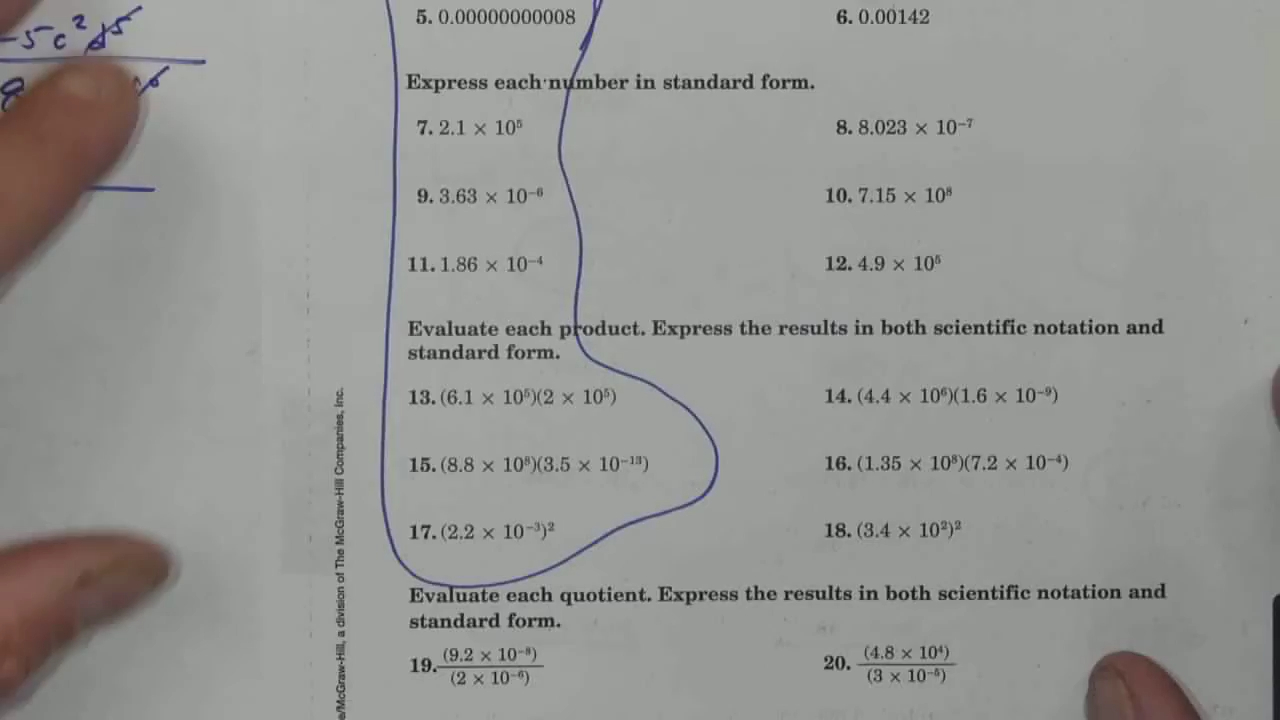 -5c² d5
8
5. 0.00000000008 6. 0.00142
Express each number in standard form.
7. 2.1 × 10⁵ 8. 8.023 × 10⁻⁷
9. 3.63 × 10⁻⁶ 10. 7.15 × 10⁸
11. 1.86 × 10⁻⁴ 12. 4.9 × 10⁵
Evaluate each product. Express the results in both scientific notation and
standard form.
13. (6.1 × 10⁵)(2 × 10⁵) 14. (4.4 × 10⁶)(1.6 × 10⁻⁹)
15. (8.8 × 10⁸)(3.5 × 10⁻¹³) 16. (1.35 × 10⁸)(7.2 × 10⁻⁴)
17. (2.2 × 10⁻³)² 18. (3.4 × 10²)²
Evaluate each quotient. Express the results in both scientific notation and
standard form.
19. (9.2 × 10⁻⁸) 20. (4.8 × 10⁴)
(2 × 10⁻⁶) (3 × 10⁻⁵)
e/McGraw-Hill, a division of The McGraw-Hill Companies, Inc.